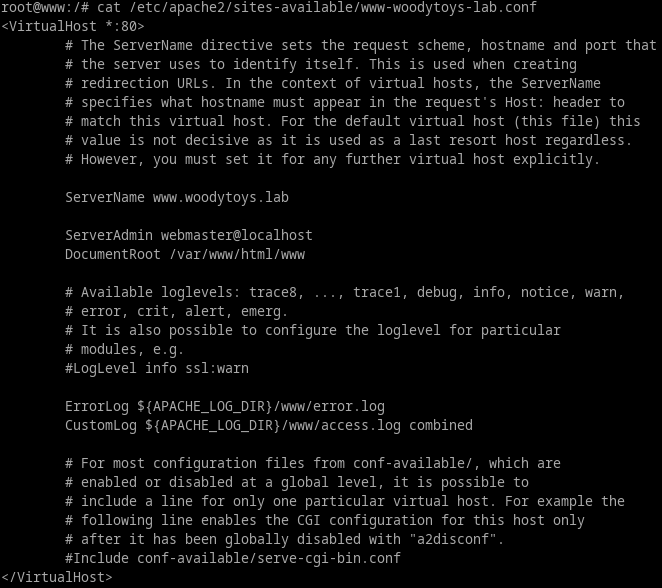 root@www:/# cat /etc/apache2/sites-available/www-woodytoys-lab.conf
<VirtualHost *:80>
        # The ServerName directive sets the request scheme, hostname and port that
        # the server uses to identify itself. This is used when creating
        # redirection URLs. In the context of virtual hosts, the ServerName
        # specifies what hostname must appear in the request's Host: header to
        # match this virtual host. For the default virtual host (this file) this
        # value is not decisive as it is used as a last resort host regardless.
        # However, you must set it for any further virtual host explicitly.

        ServerName www.woodytoys.lab

        ServerAdmin webmaster@localhost
        DocumentRoot /var/www/html/www

        # Available loglevels: trace8, ..., trace1, debug, info, notice, warn,
        # error, crit, alert, emerg.
        # It is also possible to configure the loglevel for particular
        # modules, e.g.
        #LogLevel info ssl:warn

        ErrorLog ${APACHE_LOG_DIR}/www/error.log
        CustomLog ${APACHE_LOG_DIR}/www/access.log combined

        # For most configuration files from conf-available/, which are
        # enabled or disabled at a global level, it is possible to
        # include a line for only one particular virtual host. For example the
        # following line enables the CGI configuration for this host only
        # after it has been globally disabled with "a2disconf".
        #Include conf-available/serve-cgi-bin.conf
</VirtualHost>